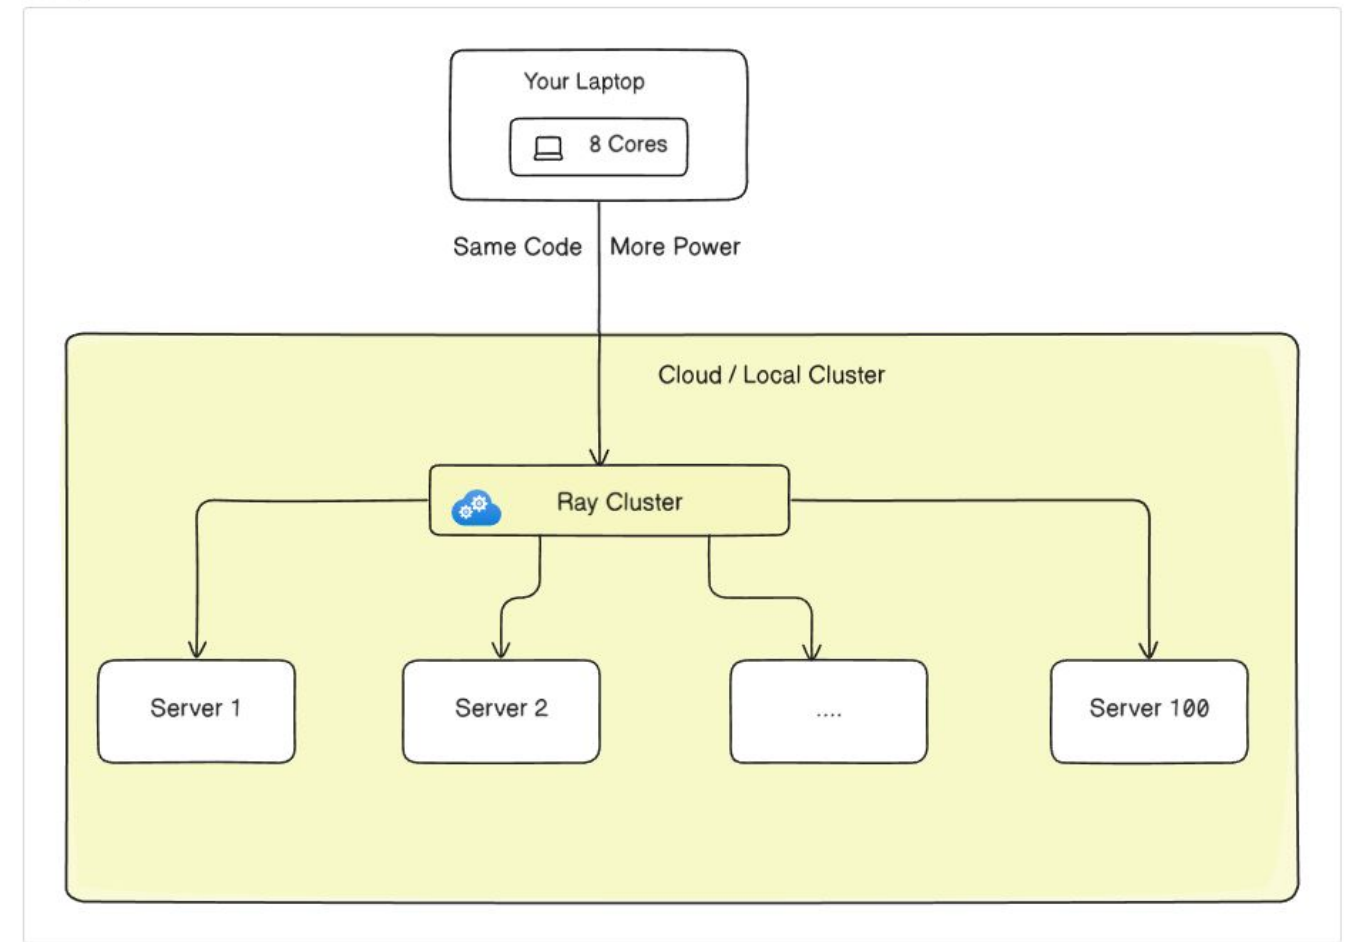 Your Laptop
8 Cores
Same Code
More Power
Cloud / Local Cluster
Ray Cluster
Server 1
Server 2
....
Server 100